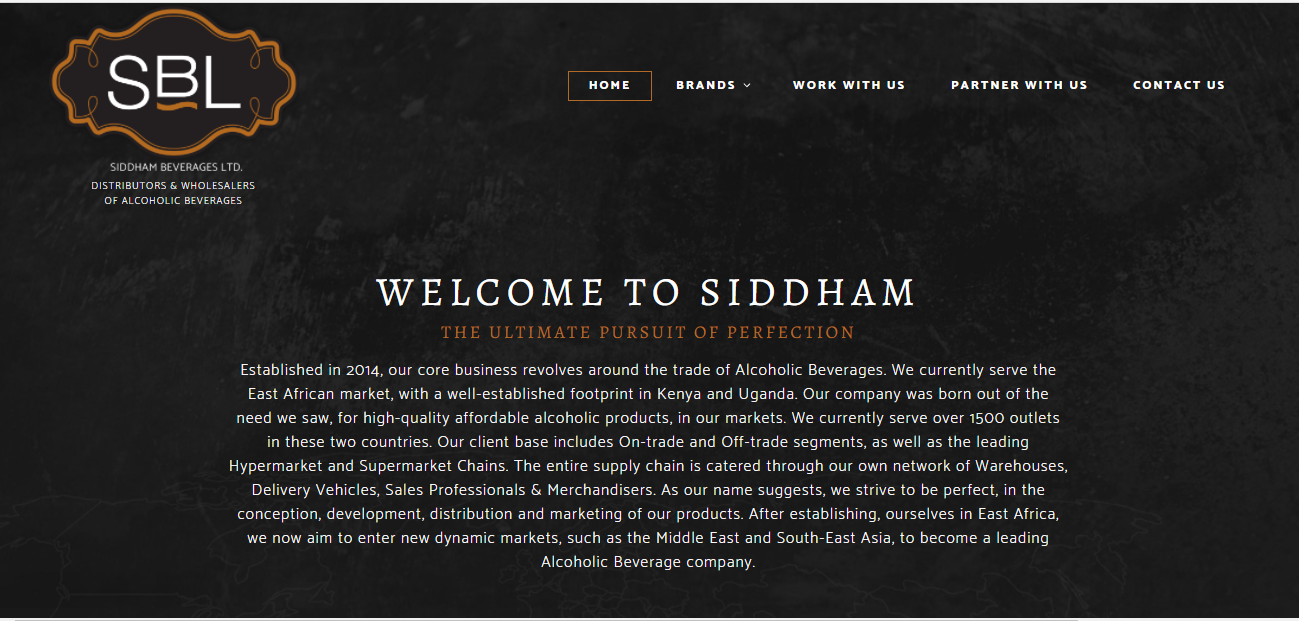 SBL
SIDDHAM BEVERAGES LTD.
DISTRIBUTORS & WHOLESALERS
OF ALCOHOLIC BEVERAGES
HOME BRANDS WORK WITH US PARTNER WITH US CONTACT US
WELCOME TO SIDDHAM
THE ULTIMATE PURSUIT OF PERFECTION
Established in 2014, our core business revolves around the trade of Alcoholic Beverages. We currently serve the
East African market, with a well-established footprint in Kenya and Uganda. Our company was born out of the
need we saw, for high-quality affordable alcoholic products, in our markets. We currently serve over 1500 outlets
in these two countries. Our client base includes On-trade and Off-trade segments, as well as the leading
Hypermarket and Supermarket Chains. The entire supply chain is catered through our own network of Warehouses,
Delivery Vehicles, Sales Professionals & Merchandisers. As our name suggests, we strive to be perfect, in the
conception, development, distribution and marketing of our products. After establishing, ourselves in East Africa,
we now aim to enter new dynamic markets, such as the Middle East and South-East Asia, to become a leading
Alcoholic Beverage company.